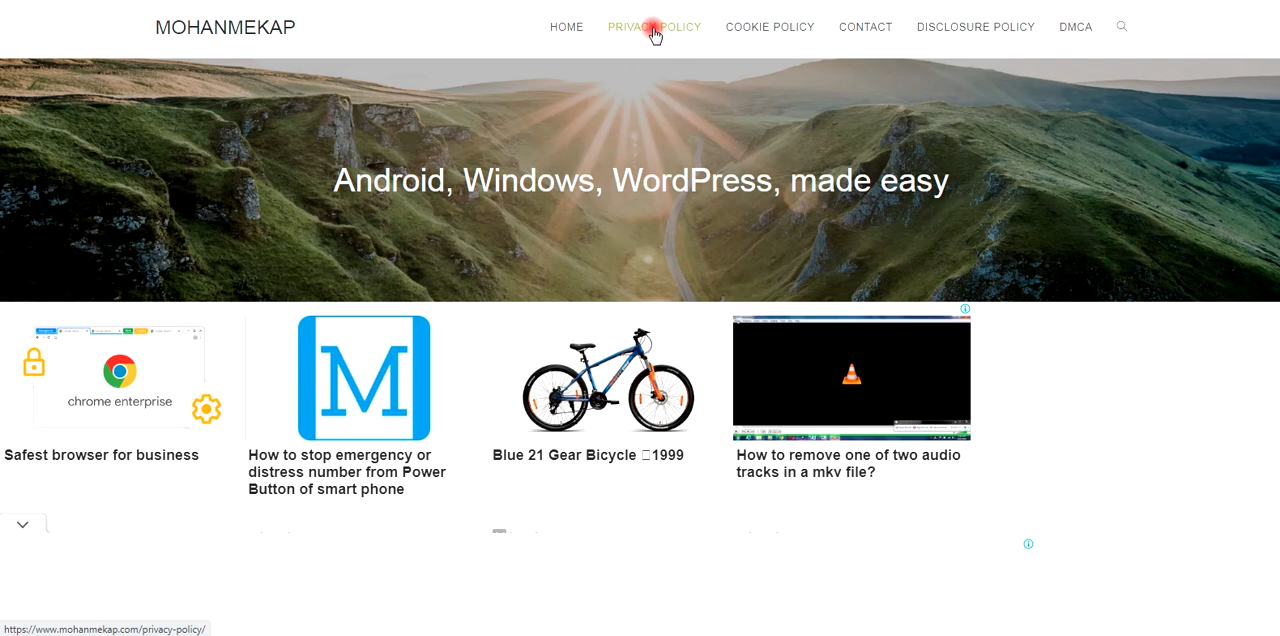 MOHANMEKAP
HOME PRIVACY POLICY COOKIE POLICY CONTACT DISCLOSURE POLICY DMCA
Android, Windows, WordPress, made easy
chrome enterprise
M
Safest browser for business
How to stop emergency or
distress number from Power
Button of smart phone
Blue 21 Gear Bicycle □1999
How to remove one of two audio
tracks in a mkv file?
https://www.mohanmekap.com/privacy-policy/